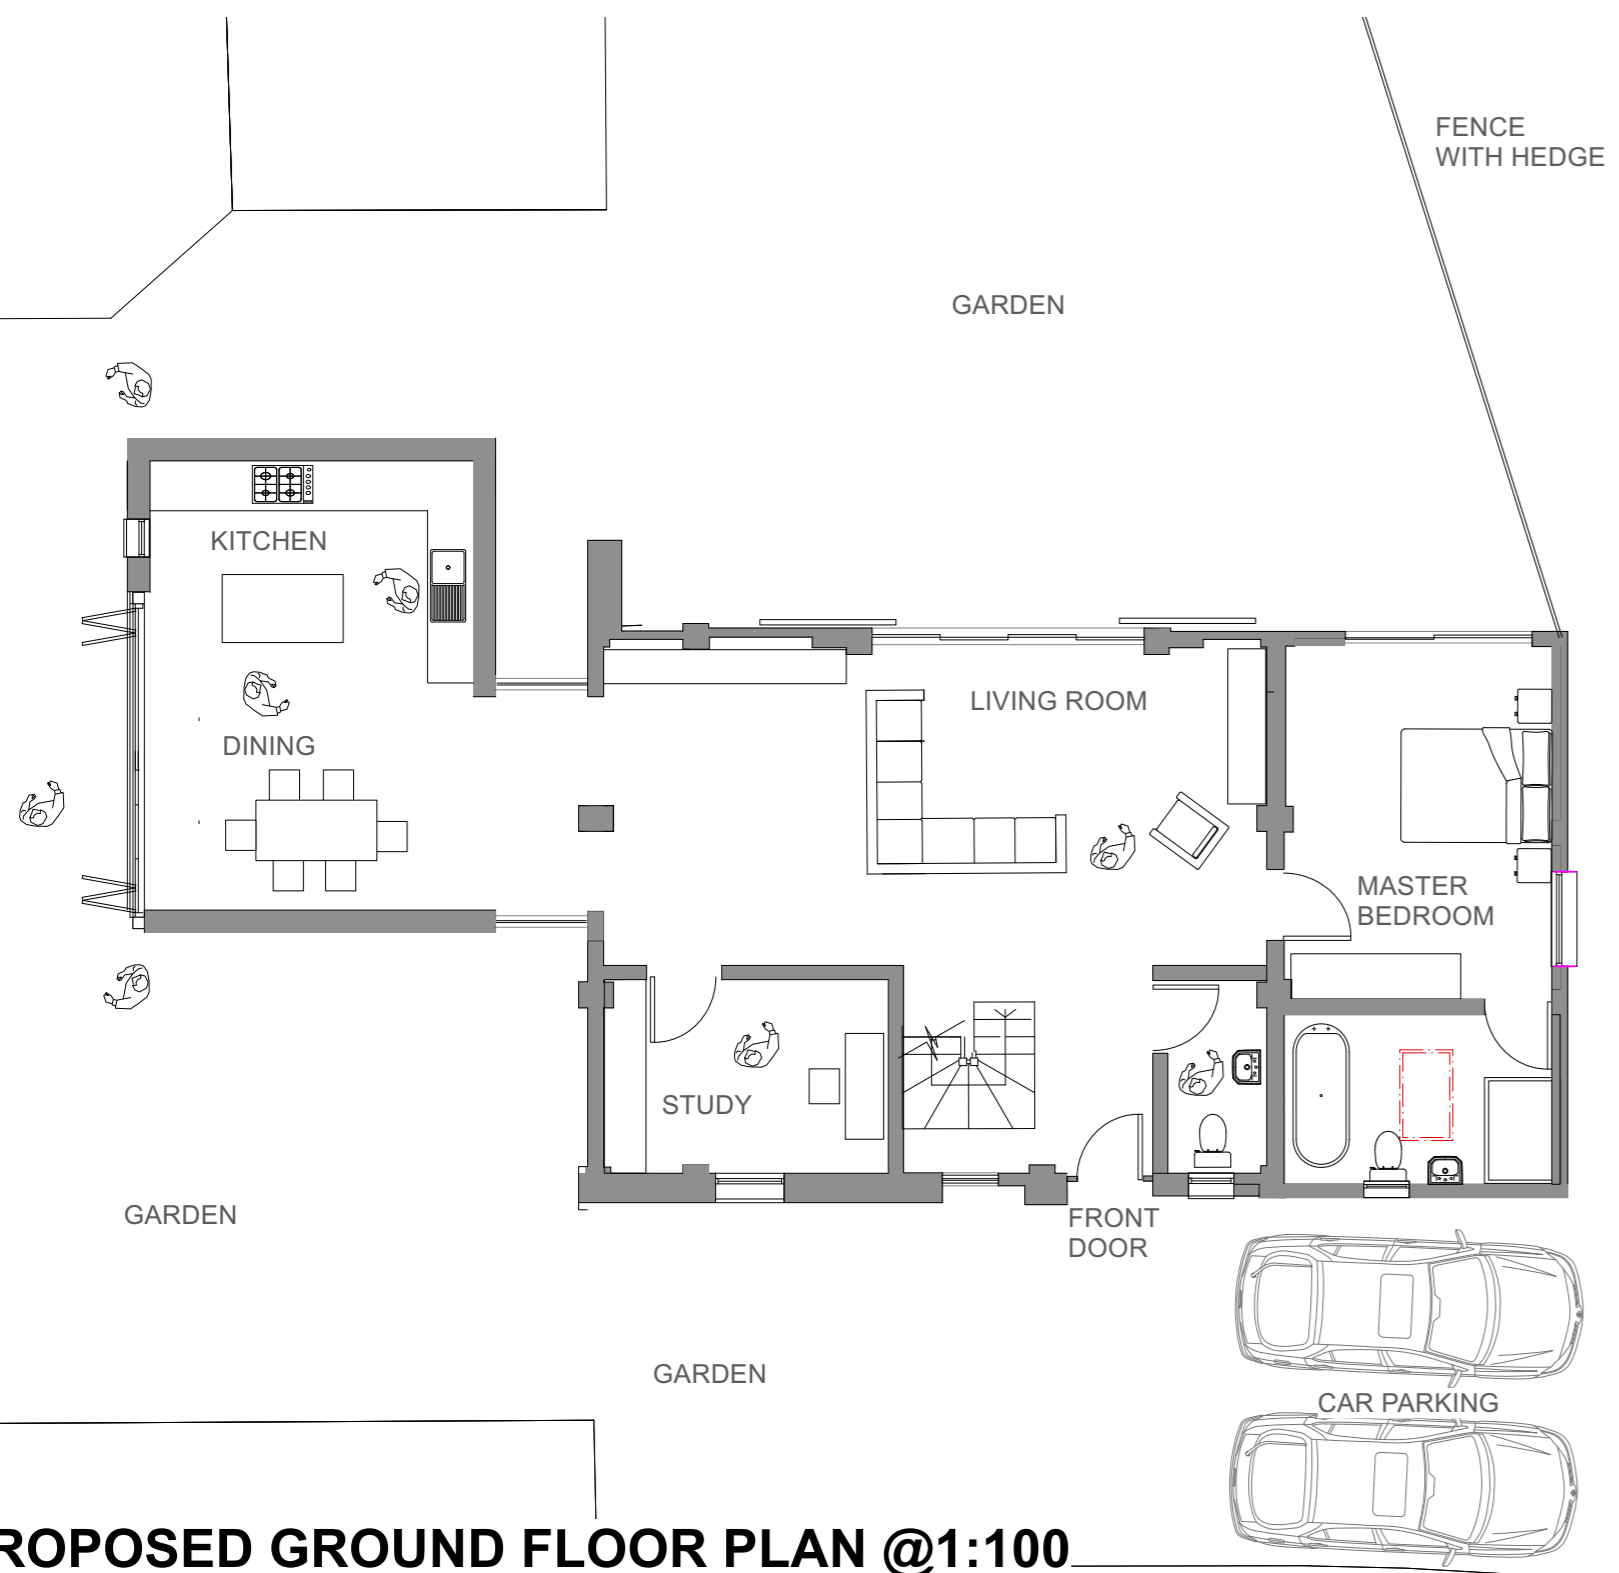 FENCE
WITH HEDGE
GARDEN
KITCHEN
LIVING ROOM
DINING
MASTER
BEDROOM
STUDY
GARDEN
FRONT
DOOR
GARDEN
CAR PARKING
ROPOSED GROUND FLOOR PLAN @1:100